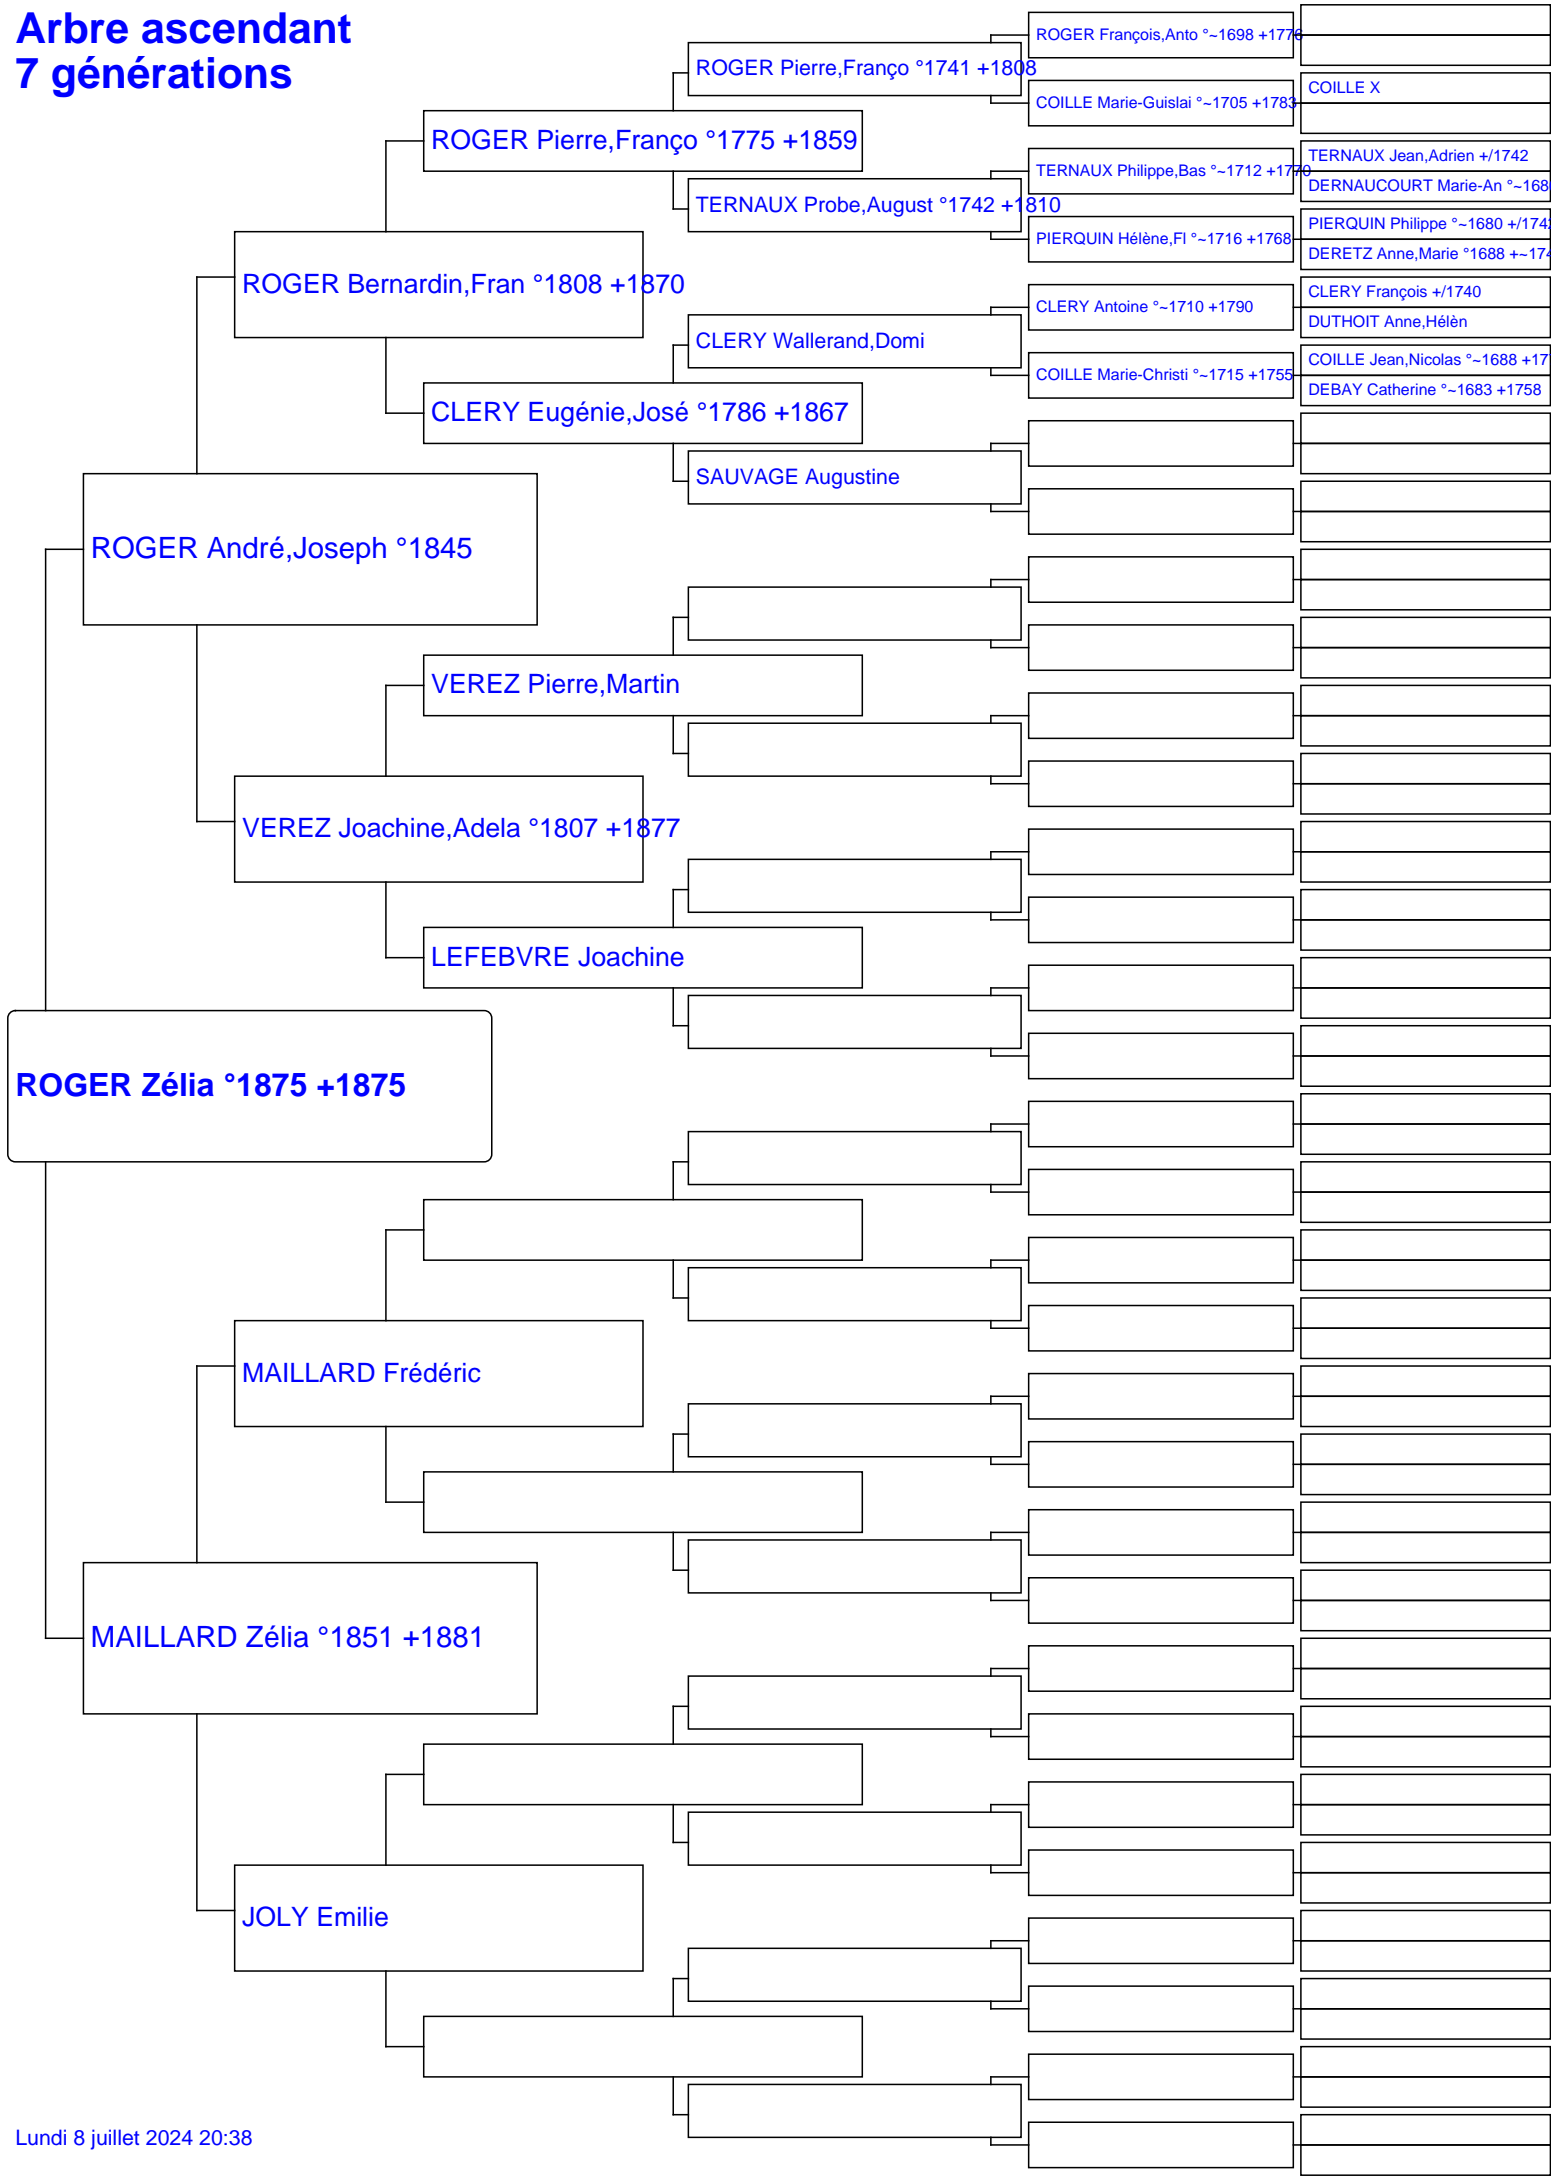 Arbre ascendant
7 générations
ROGER François,Anto °~1698 +1776
ROGER Pierre,Franço °1741 +1808
COILLE Marie-Guislai °~1705 +1783
COILLE X
ROGER Pierre,Franço °1775 +1859
TERNAUX Jean,Adrien +/1742
TERNAUX Philippe,Bas °~1712 +1770
DERNAUCOURT Marie-An °~168
TERNAUX Probe,August °1742 +1810
PIERQUIN Philippe °~1680 +/174
PIERQUIN Hélène,Fl °~1716 +1768
DERETZ Anne,Marie °1688 +~174
ROGER Bernardin,Fran °1808 +1870
CLERY François +/1740
CLERY Antoine °~1710 +1790
DUTHOIT Anne,Hélèn
CLERY Wallerand,Domi
COILLE Jean,Nicolas °~1688 +17
COILLE Marie-Christi °~1715 +1755
DEBAY Catherine °~1683 +1758
CLERY Eugénie,José °1786 +1867
SAUVAGE Augustine
ROGER André,Joseph °1845
VEREZ Pierre,Martin
VEREZ Joachine,Adela °1807 +1877
LEFEBVRE Joachine
ROGER Zélia °1875 +1875
MAILLARD Frédéric
MAILLARD Zélia °1851 +1881
JOLY Emilie
Lundi 8 juillet 2024 20:38